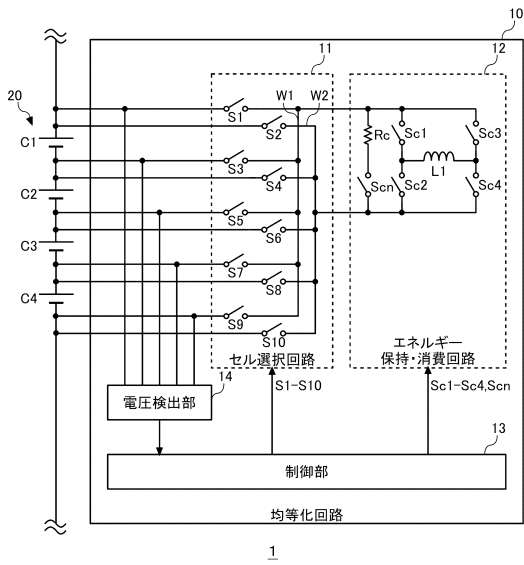 10
11
12
20
W1
W2
S1
S2
C1
S3
S4
C2
S5
S6
C3
S7
S8
C4
S9
S10
Rc
Sc1
Sc3
L1
Scn
Sc2
Sc4
セル選択回路
エネルギー
保持・消費回路
14
S1-S10
Sc1-Sc4,Scn
電圧検出部
13
制御部
均等化回路
1